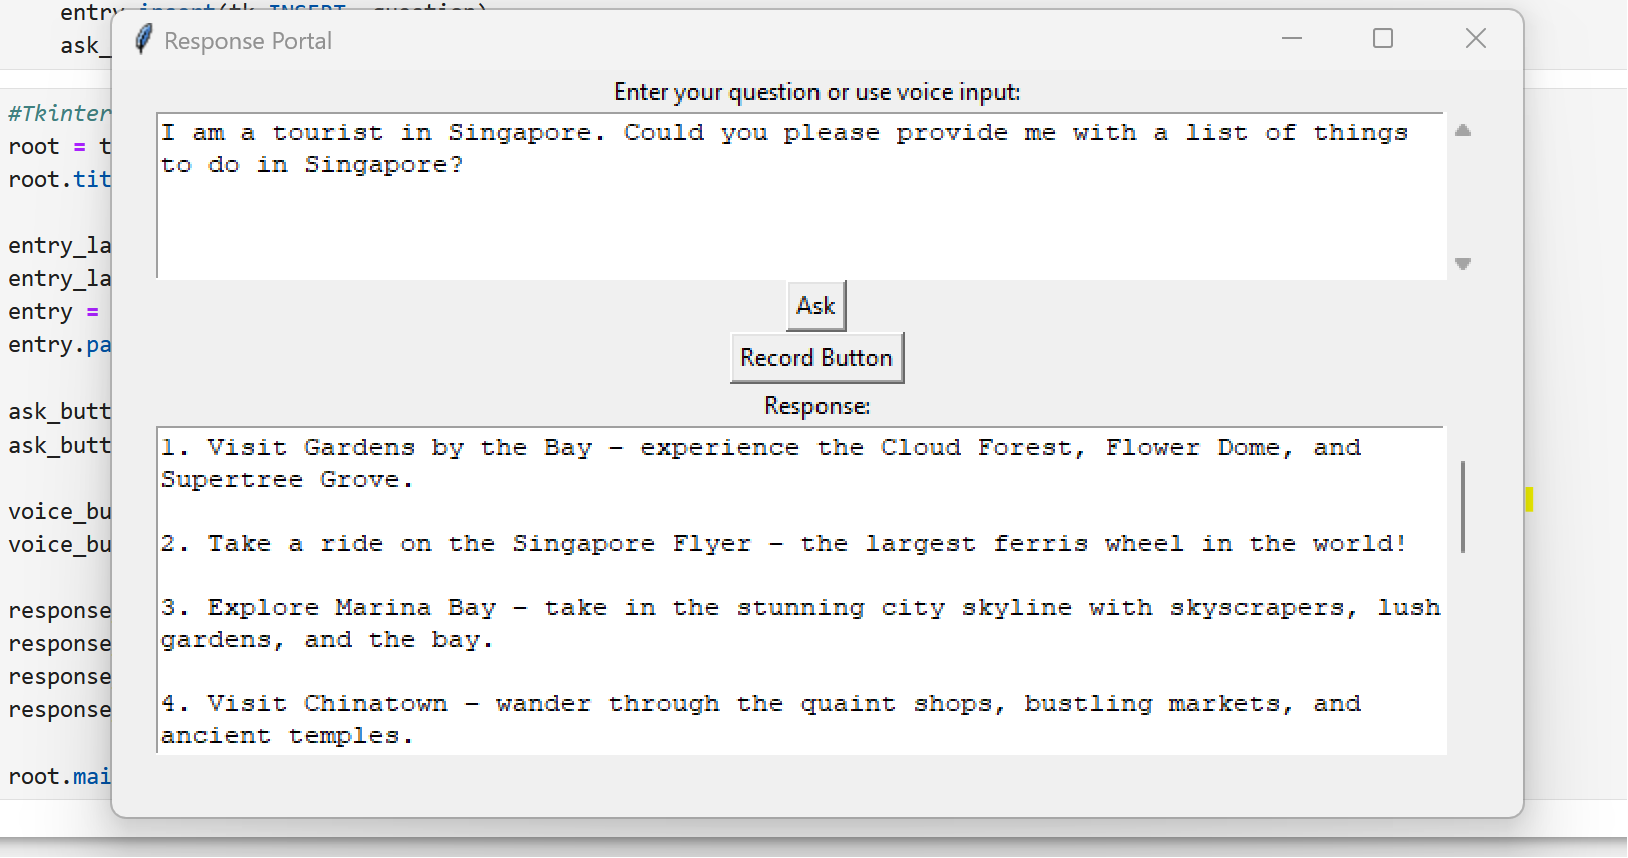 entry.insert(tk.INSERT, question)
ask_
Response Portal
#Tkinter
root = t
root.tit
entry_la
entry_la
entry =
entry.pa
ask_butt
ask_butt
voice_bu
voice_bu
response
response
response
response
root.mai
Enter your question or use voice input:
I am a tourist in Singapore. Could you please provide me with a list of things
to do in Singapore?
Ask
Record Button
Response:
1. Visit Gardens by the Bay - experience the Cloud Forest, Flower Dome, and
Supertree Grove.
2. Take a ride on the Singapore Flyer - the largest ferris wheel in the world!
3. Explore Marina Bay - take in the stunning city skyline with skyscrapers, lush
gardens, and the bay.
4. Visit Chinatown - wander through the quaint shops, bustling markets, and
ancient temples.